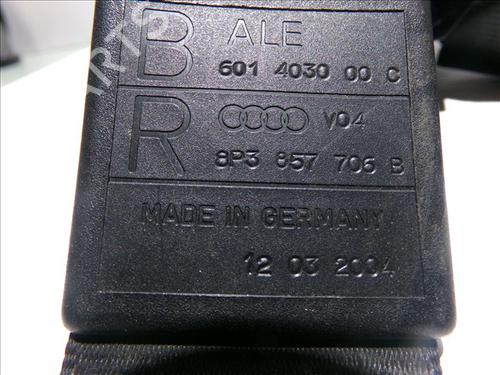 B ALE
601 4030 00 C
R V04
8P3 857 706 B
MADE IN GERMANY
12 03 2004